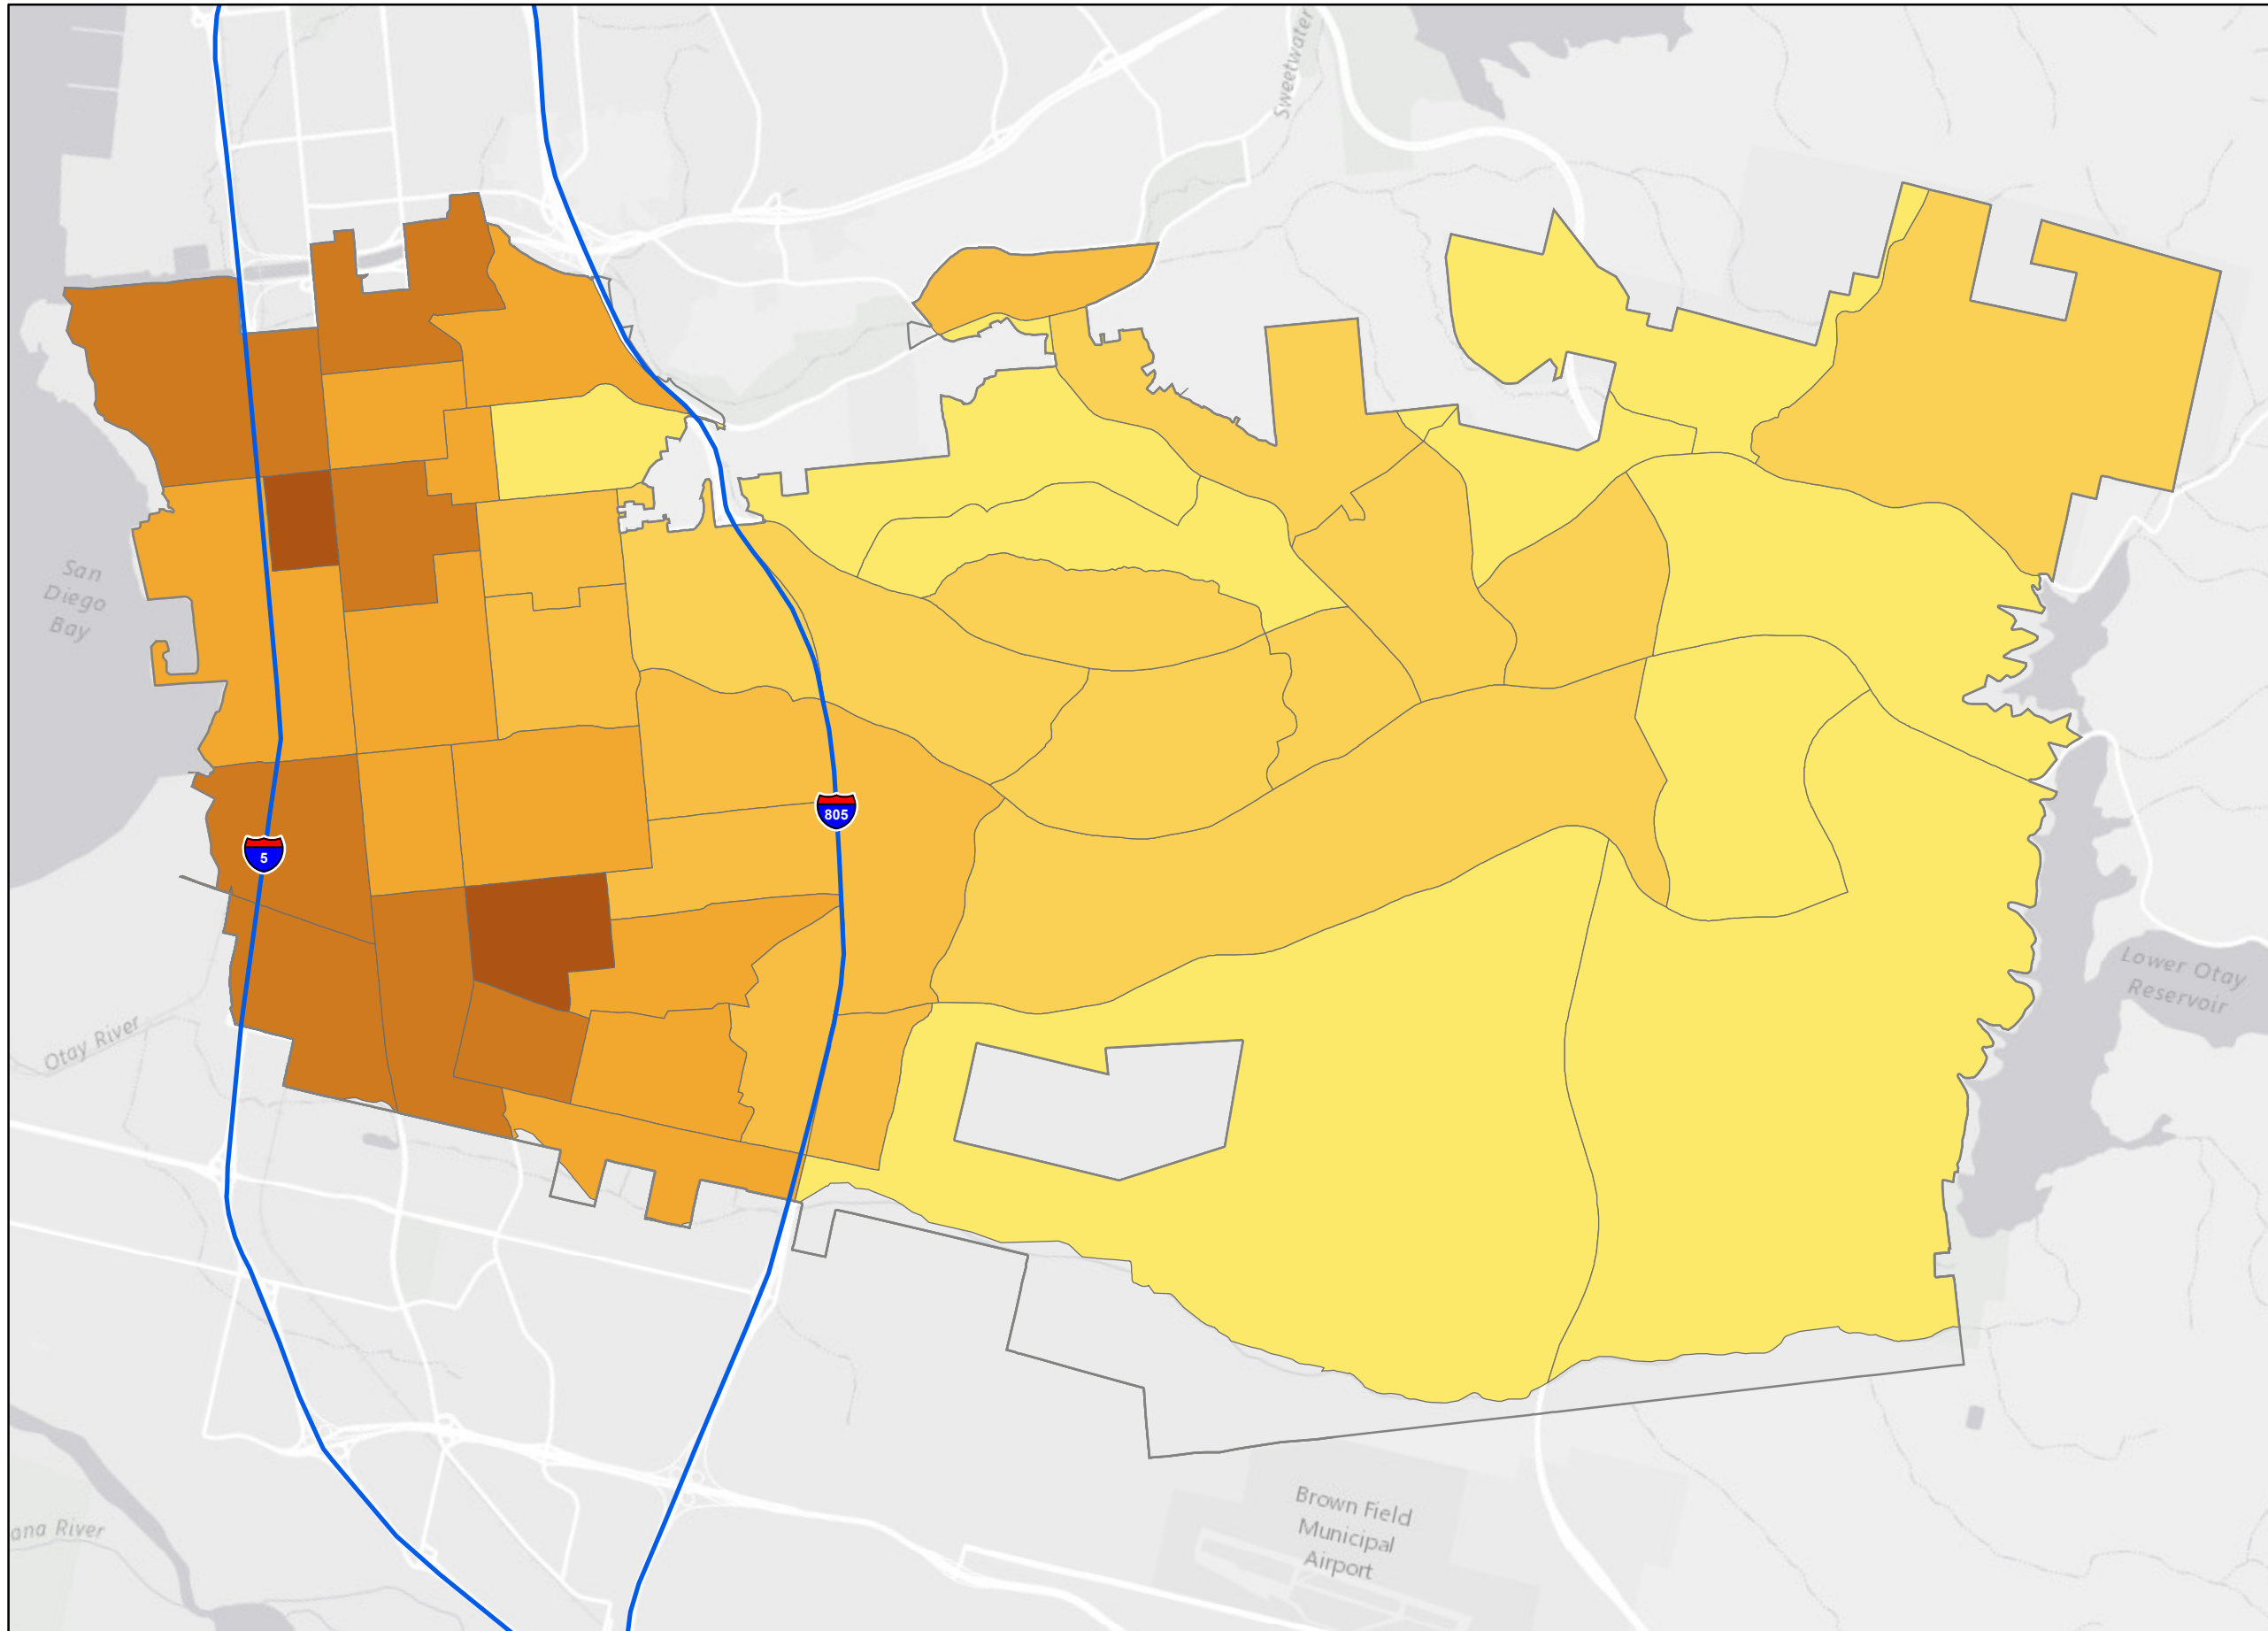 Sweetwater
San
Diego
Bay
805
5
Lower Otay
Reservoir
Otay River
Brown Field
Municipal
Airport
ana River